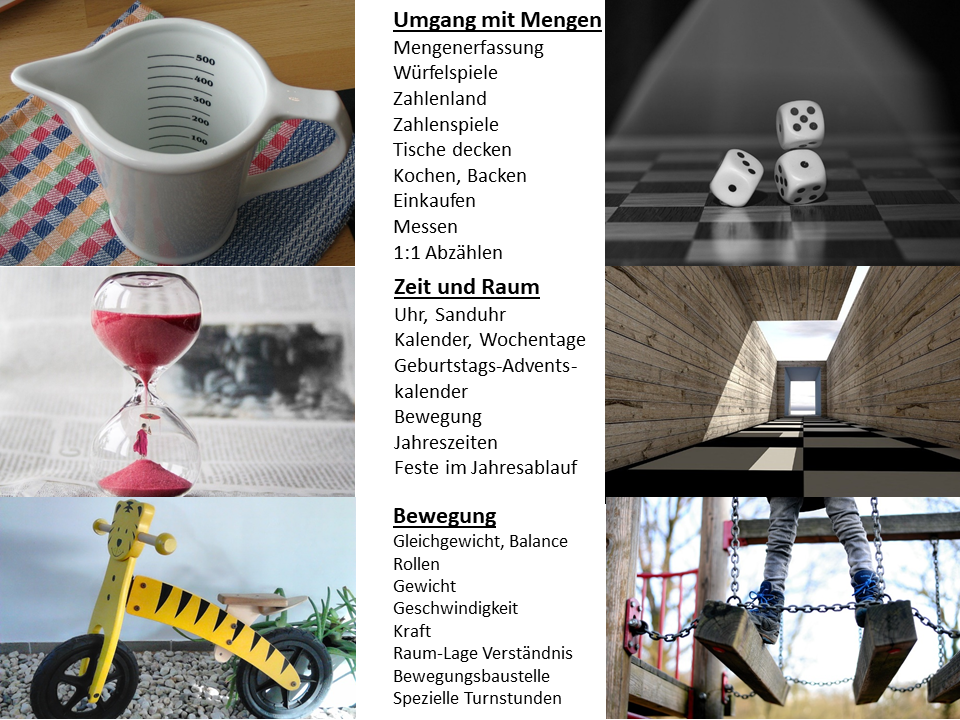 500
400
300
200
100
Umgang mit Mengen
Mengenerfassung
Würfelspiele
Zahlenland
Zahlenspiele
Tische decken
Kochen, Backen
Einkaufen
Messen
1:1 Abzählen
Zeit und Raum
Uhr, Sanduhr
Kalender, Wochentage
Geburtstags-Advents-
kalender
Bewegung
Jahreszeiten
Feste im Jahresablauf
Bewegung
Gleichgewicht, Balance
Rollen
Gewicht
Geschwindigkeit
Kraft
Raum-Lage Verständnis
Bewegungsbaustelle
Spezielle Turnstunden